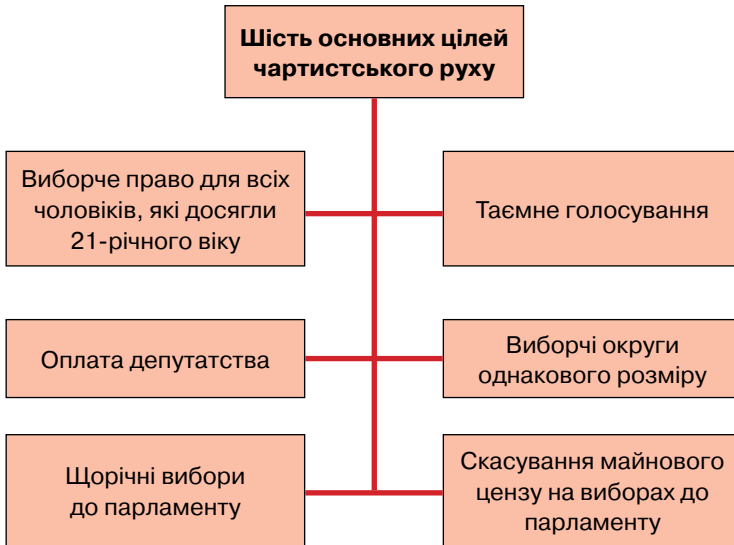 Шість основних цілей
чартистського руху
Виборче право для всіх
чоловіків, які досягли
21-річного віку
Таємне голосування
Оплата депутатства
Виборчі округи
однакового розміру
Щорічні вибори
до парламенту
Скасування майнового
цензу на виборах до
парламенту